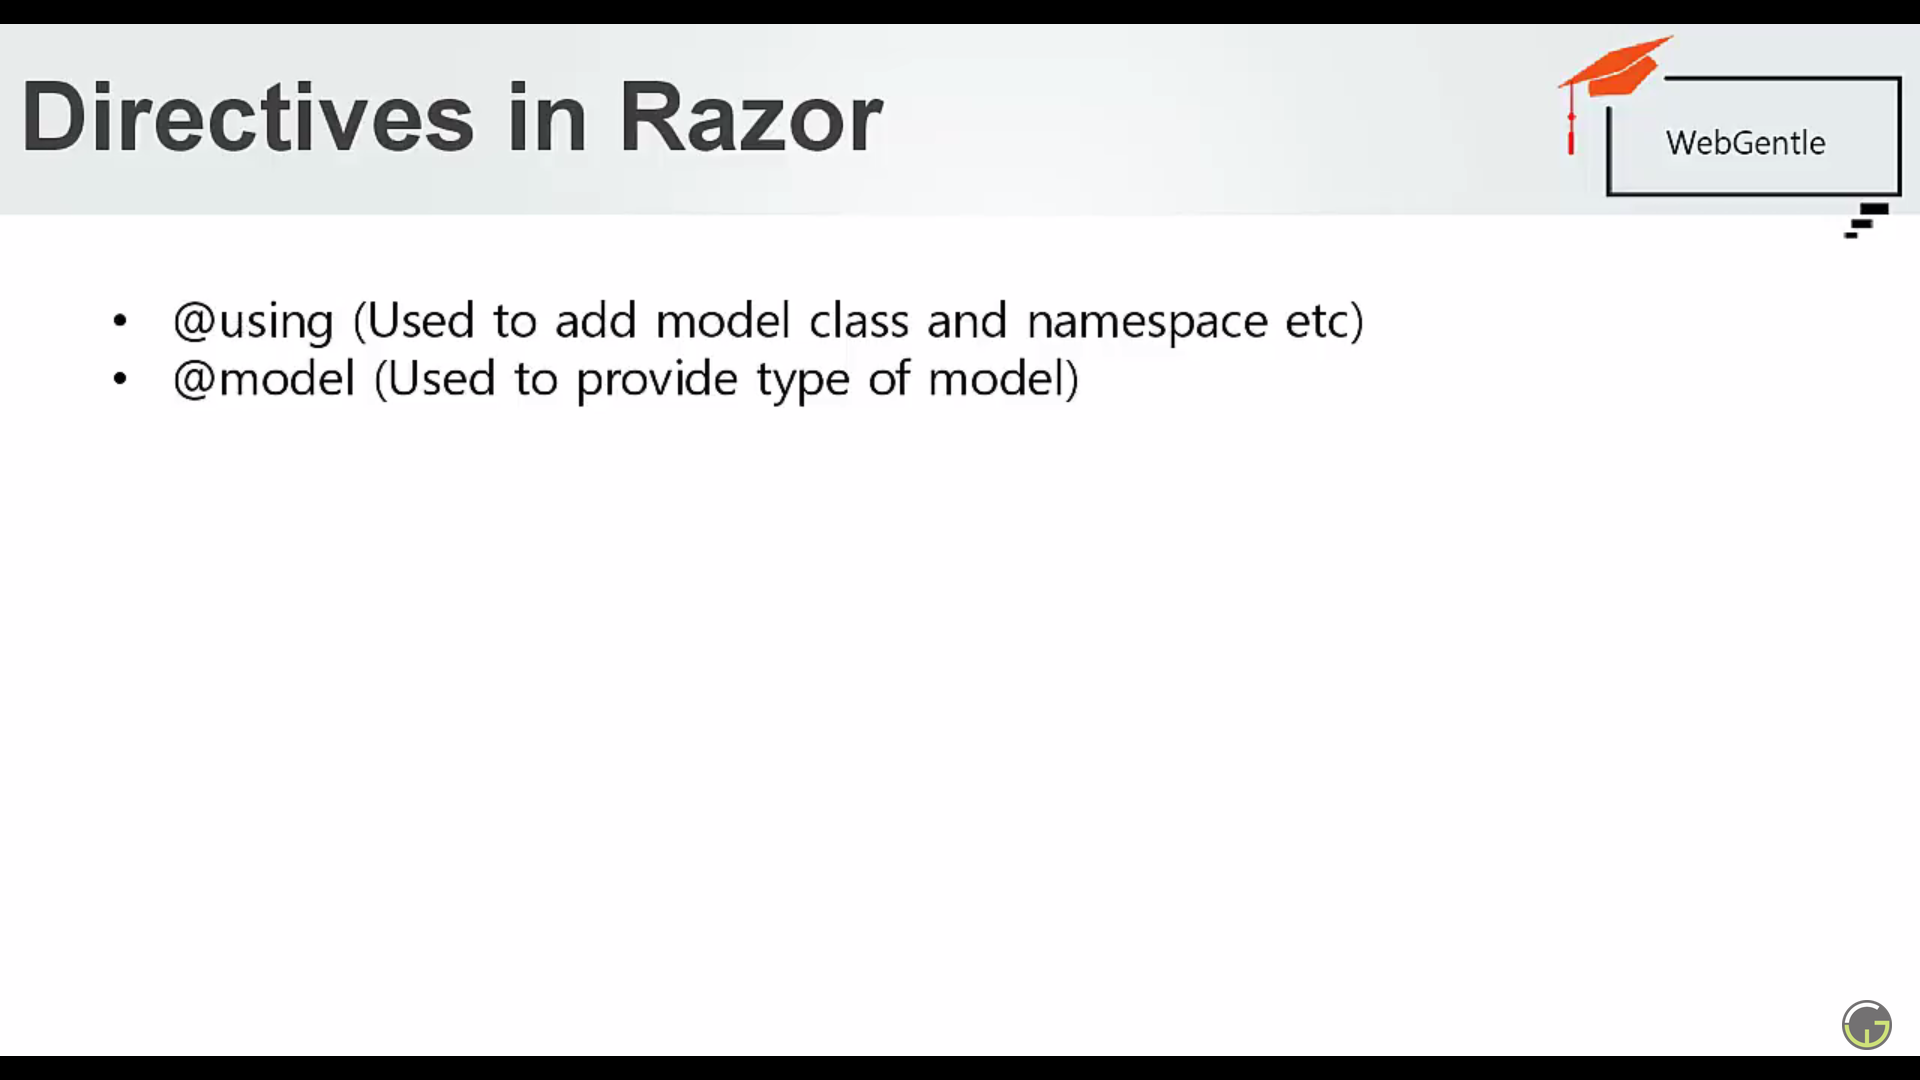 Directives in Razor
WebGentle
• @using (Used to add model class and namespace etc)
• @model (Used to provide type of model)